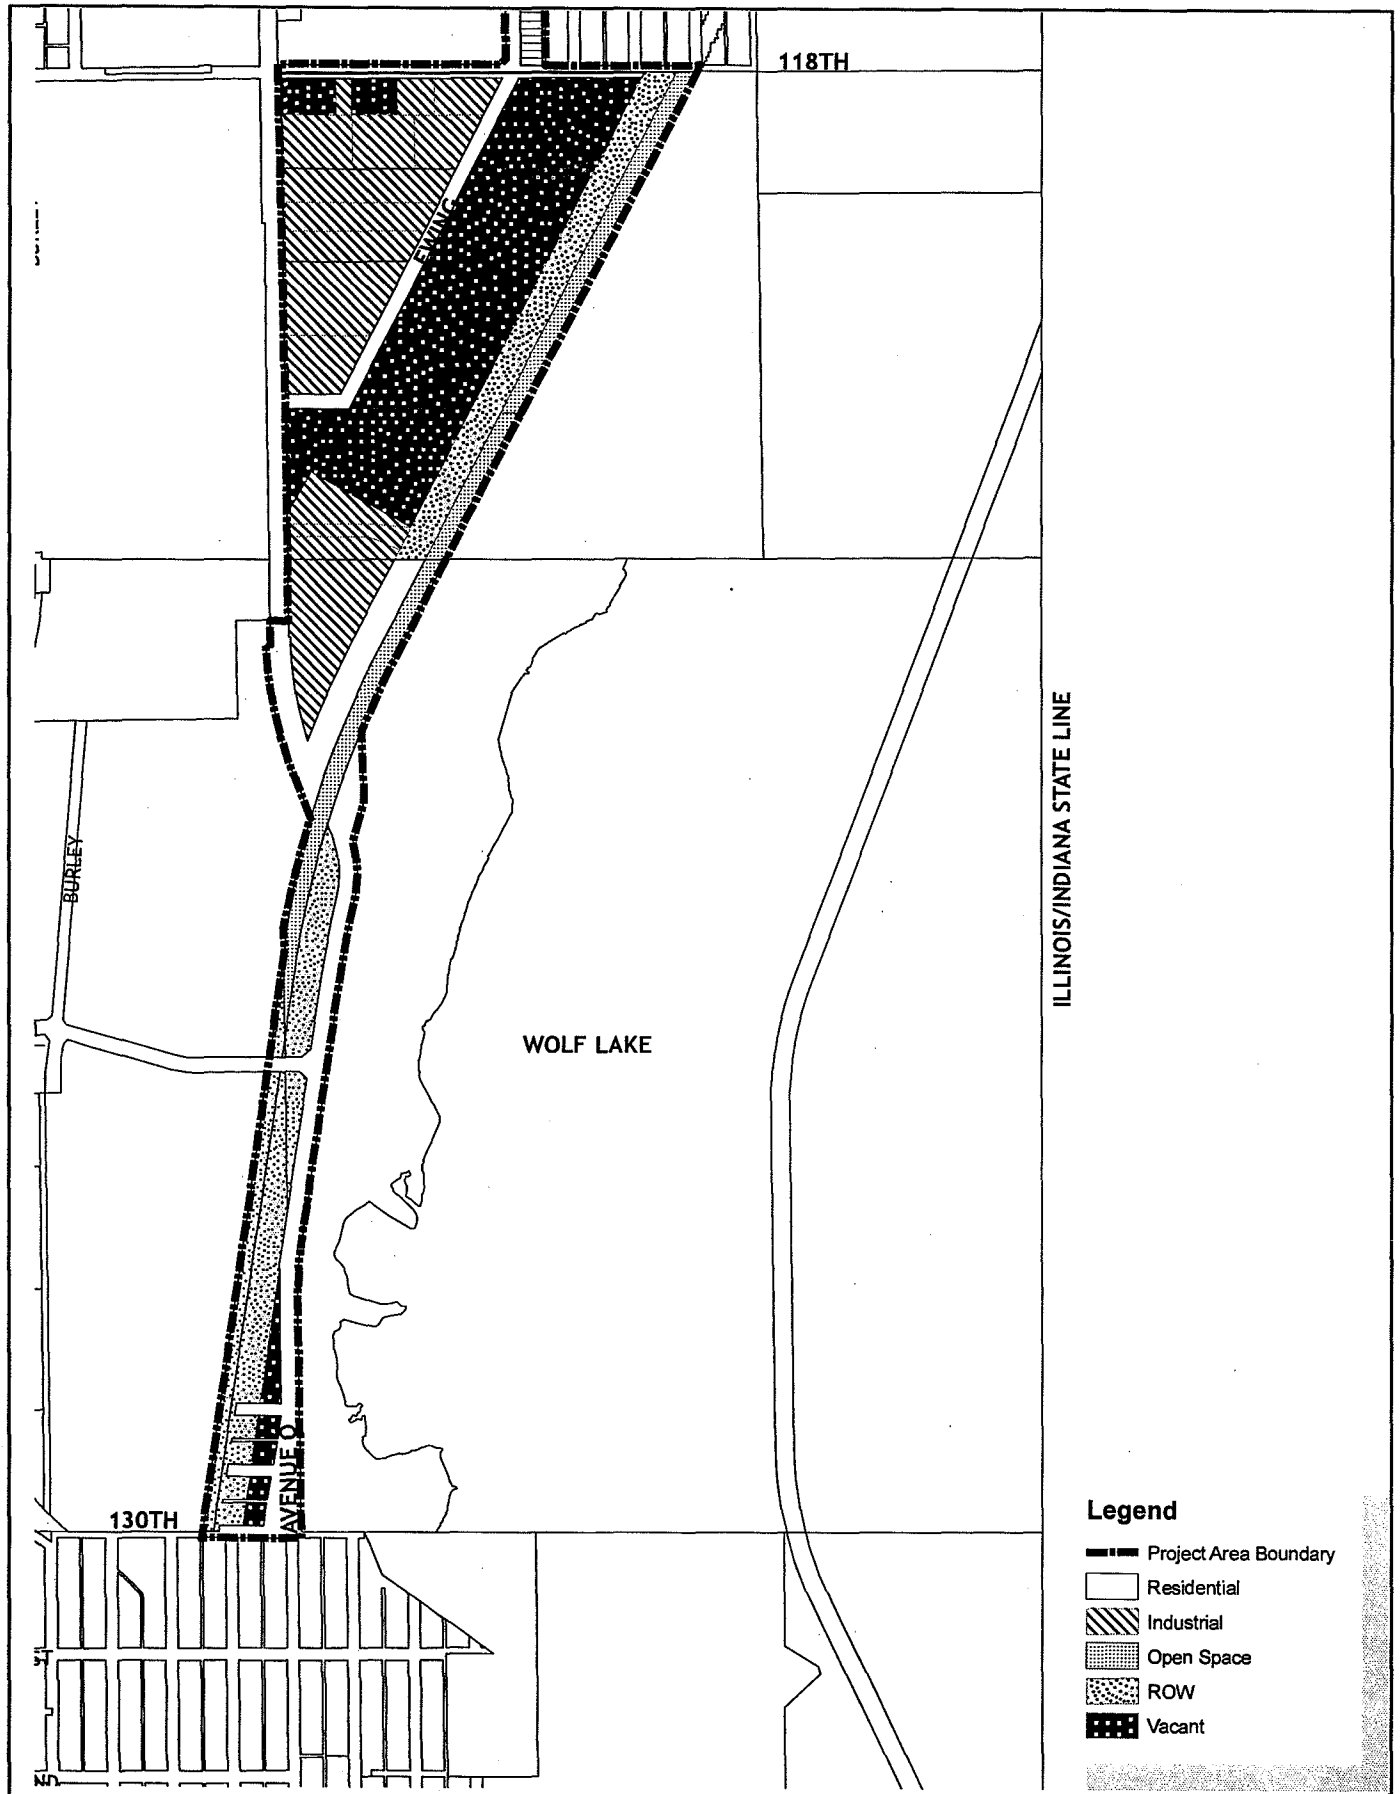 118TH
EWING
BURLEY
ILLINOIS/INDIANA STATE LINE
WOLF LAKE
AVENUE O
130TH
ST
Legend
Project Area Boundary
Residential
Industrial
Open Space
ROW
Vacant